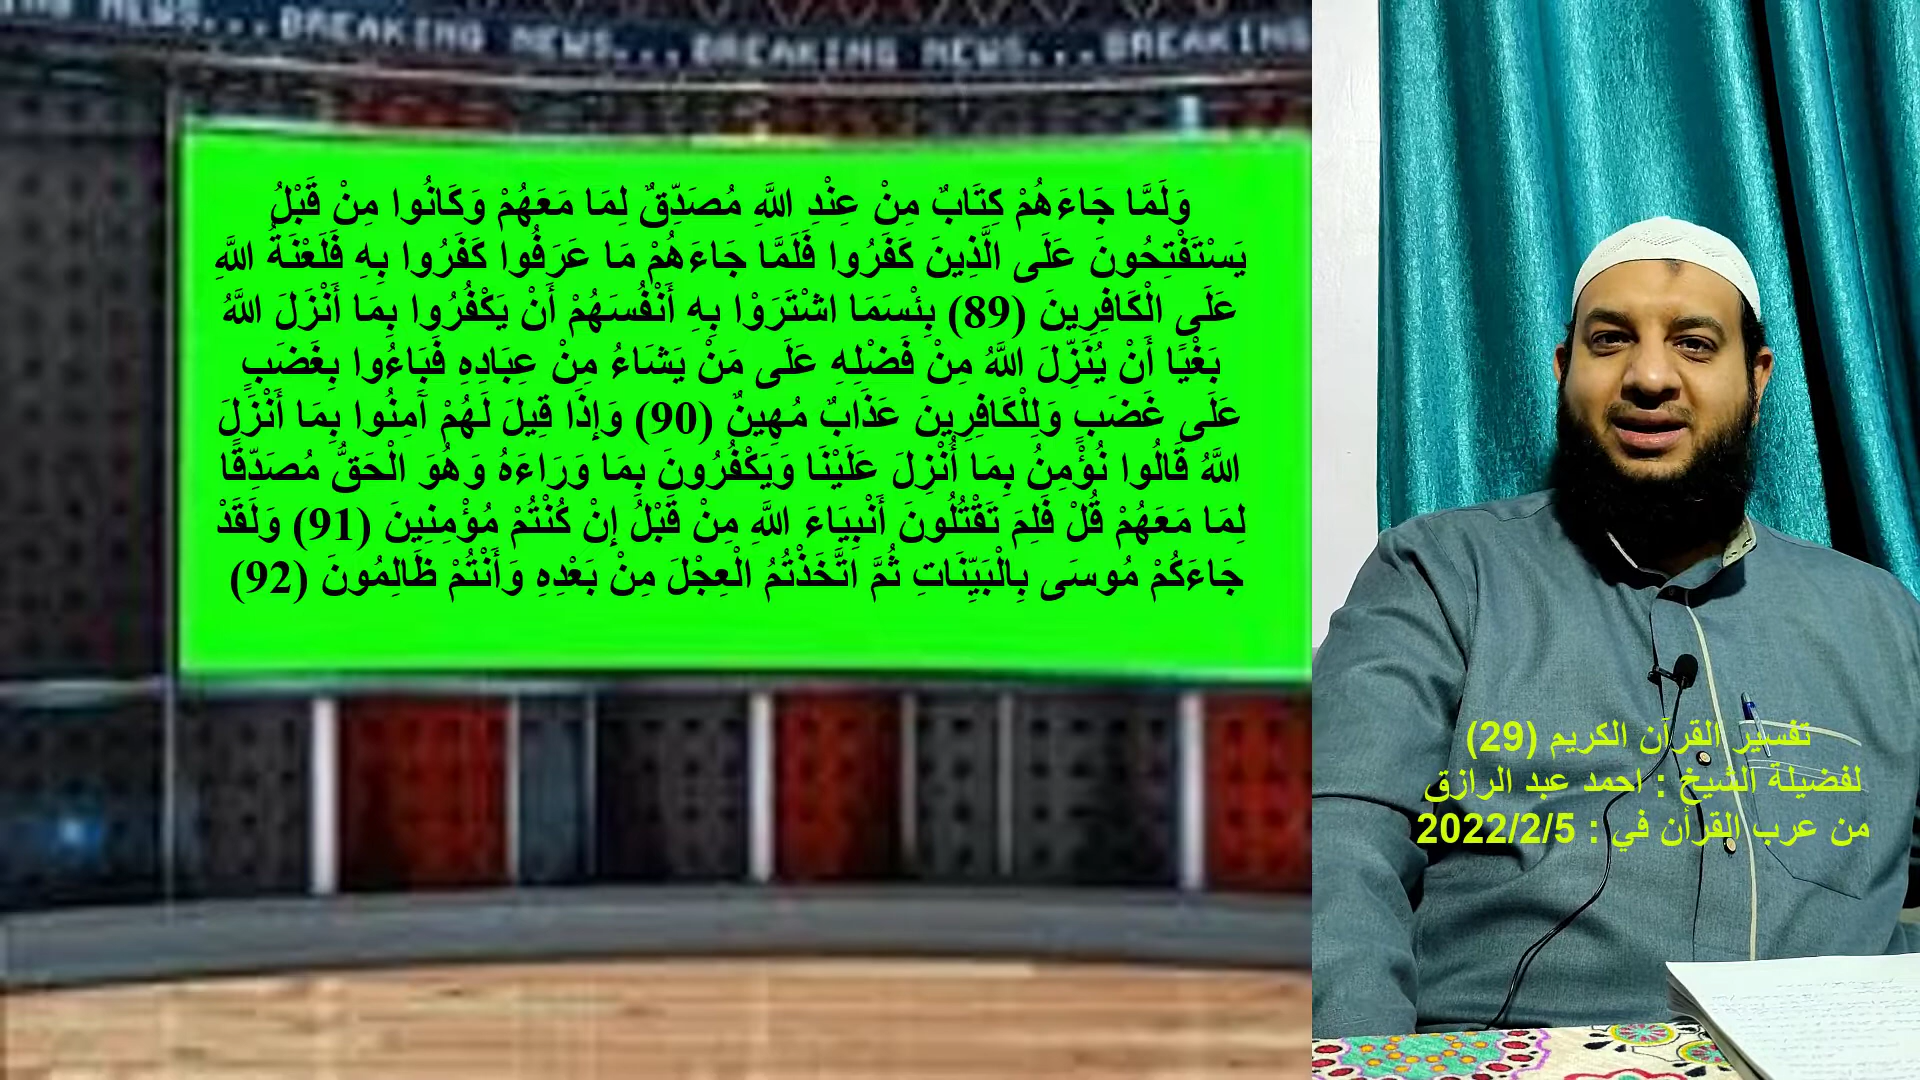 BREAKING NEWS...BREAKING NEWS...BREAKING
وَلَمَّا جَاءَهُمْ كِتَابٌ مِنْ عِنْدِ اللَّهِ مُصَدِّقٌ لِمَا مَعَهُمْ وَكَانُوا مِنْ قَبْلُ
يَسْتَفْتِحُونَ عَلَى الَّذِينَ كَفَرُوا فَلَمَّا جَاءَهُمْ مَا عَرَفُوا كَفَرُوا بِهِ فَلَعْنَةُ اللَّهِ
عَلَى الْكَافِرِينَ (89) بِئْسَمَا اشْتَرَوْا بِهِ أَنْفُسَهُمْ أَنْ يَكْفُرُوا بِمَا أَنْزَلَ اللَّهُ
بَغْيًا أَنْ يُنَزِّلَ اللَّهُ مِنْ فَضْلِهِ عَلَى مَنْ يَشَاءُ مِنْ عِبَادِهِ فَبَاءُوا بِغَضَبٍ
عَلَى غَضَبٍ وَلِلْكَافِرِينَ عَذَابٌ مُهِينٌ (90) وَإِذَا قِيلَ لَهُمْ آَمِنُوا بِمَا أَنْزَلَ
اللَّهُ قَالُوا نُؤْمِنُ بِمَا أُنْزِلَ عَلَيْنَا وَيَكْفُرُونَ بِمَا وَرَاءَهُ وَهُوَ الْحَقُّ مُصَدِّقًا
لِمَا مَعَهُمْ قُلْ فَلِمَ تَقْتُلُونَ أَنْبِيَاءَ اللَّهِ مِنْ قَبْلُ إِنْ كُنْتُمْ مُؤْمِنِينَ (91) وَلَقَدْ
جَاءَكُمْ مُوسَى بِالْبَيِّنَاتِ ثُمَّ اتَّخَذْتُمُ الْعِجْلَ مِنْ بَعْدِهِ وَأَنْتُمْ ظَالِمُونَ (92)
تفسير القرآن الكريم (29)
لفضيلة الشيخ : احمد عبد الرازق
من عرب القرأن في : 2022/2/5